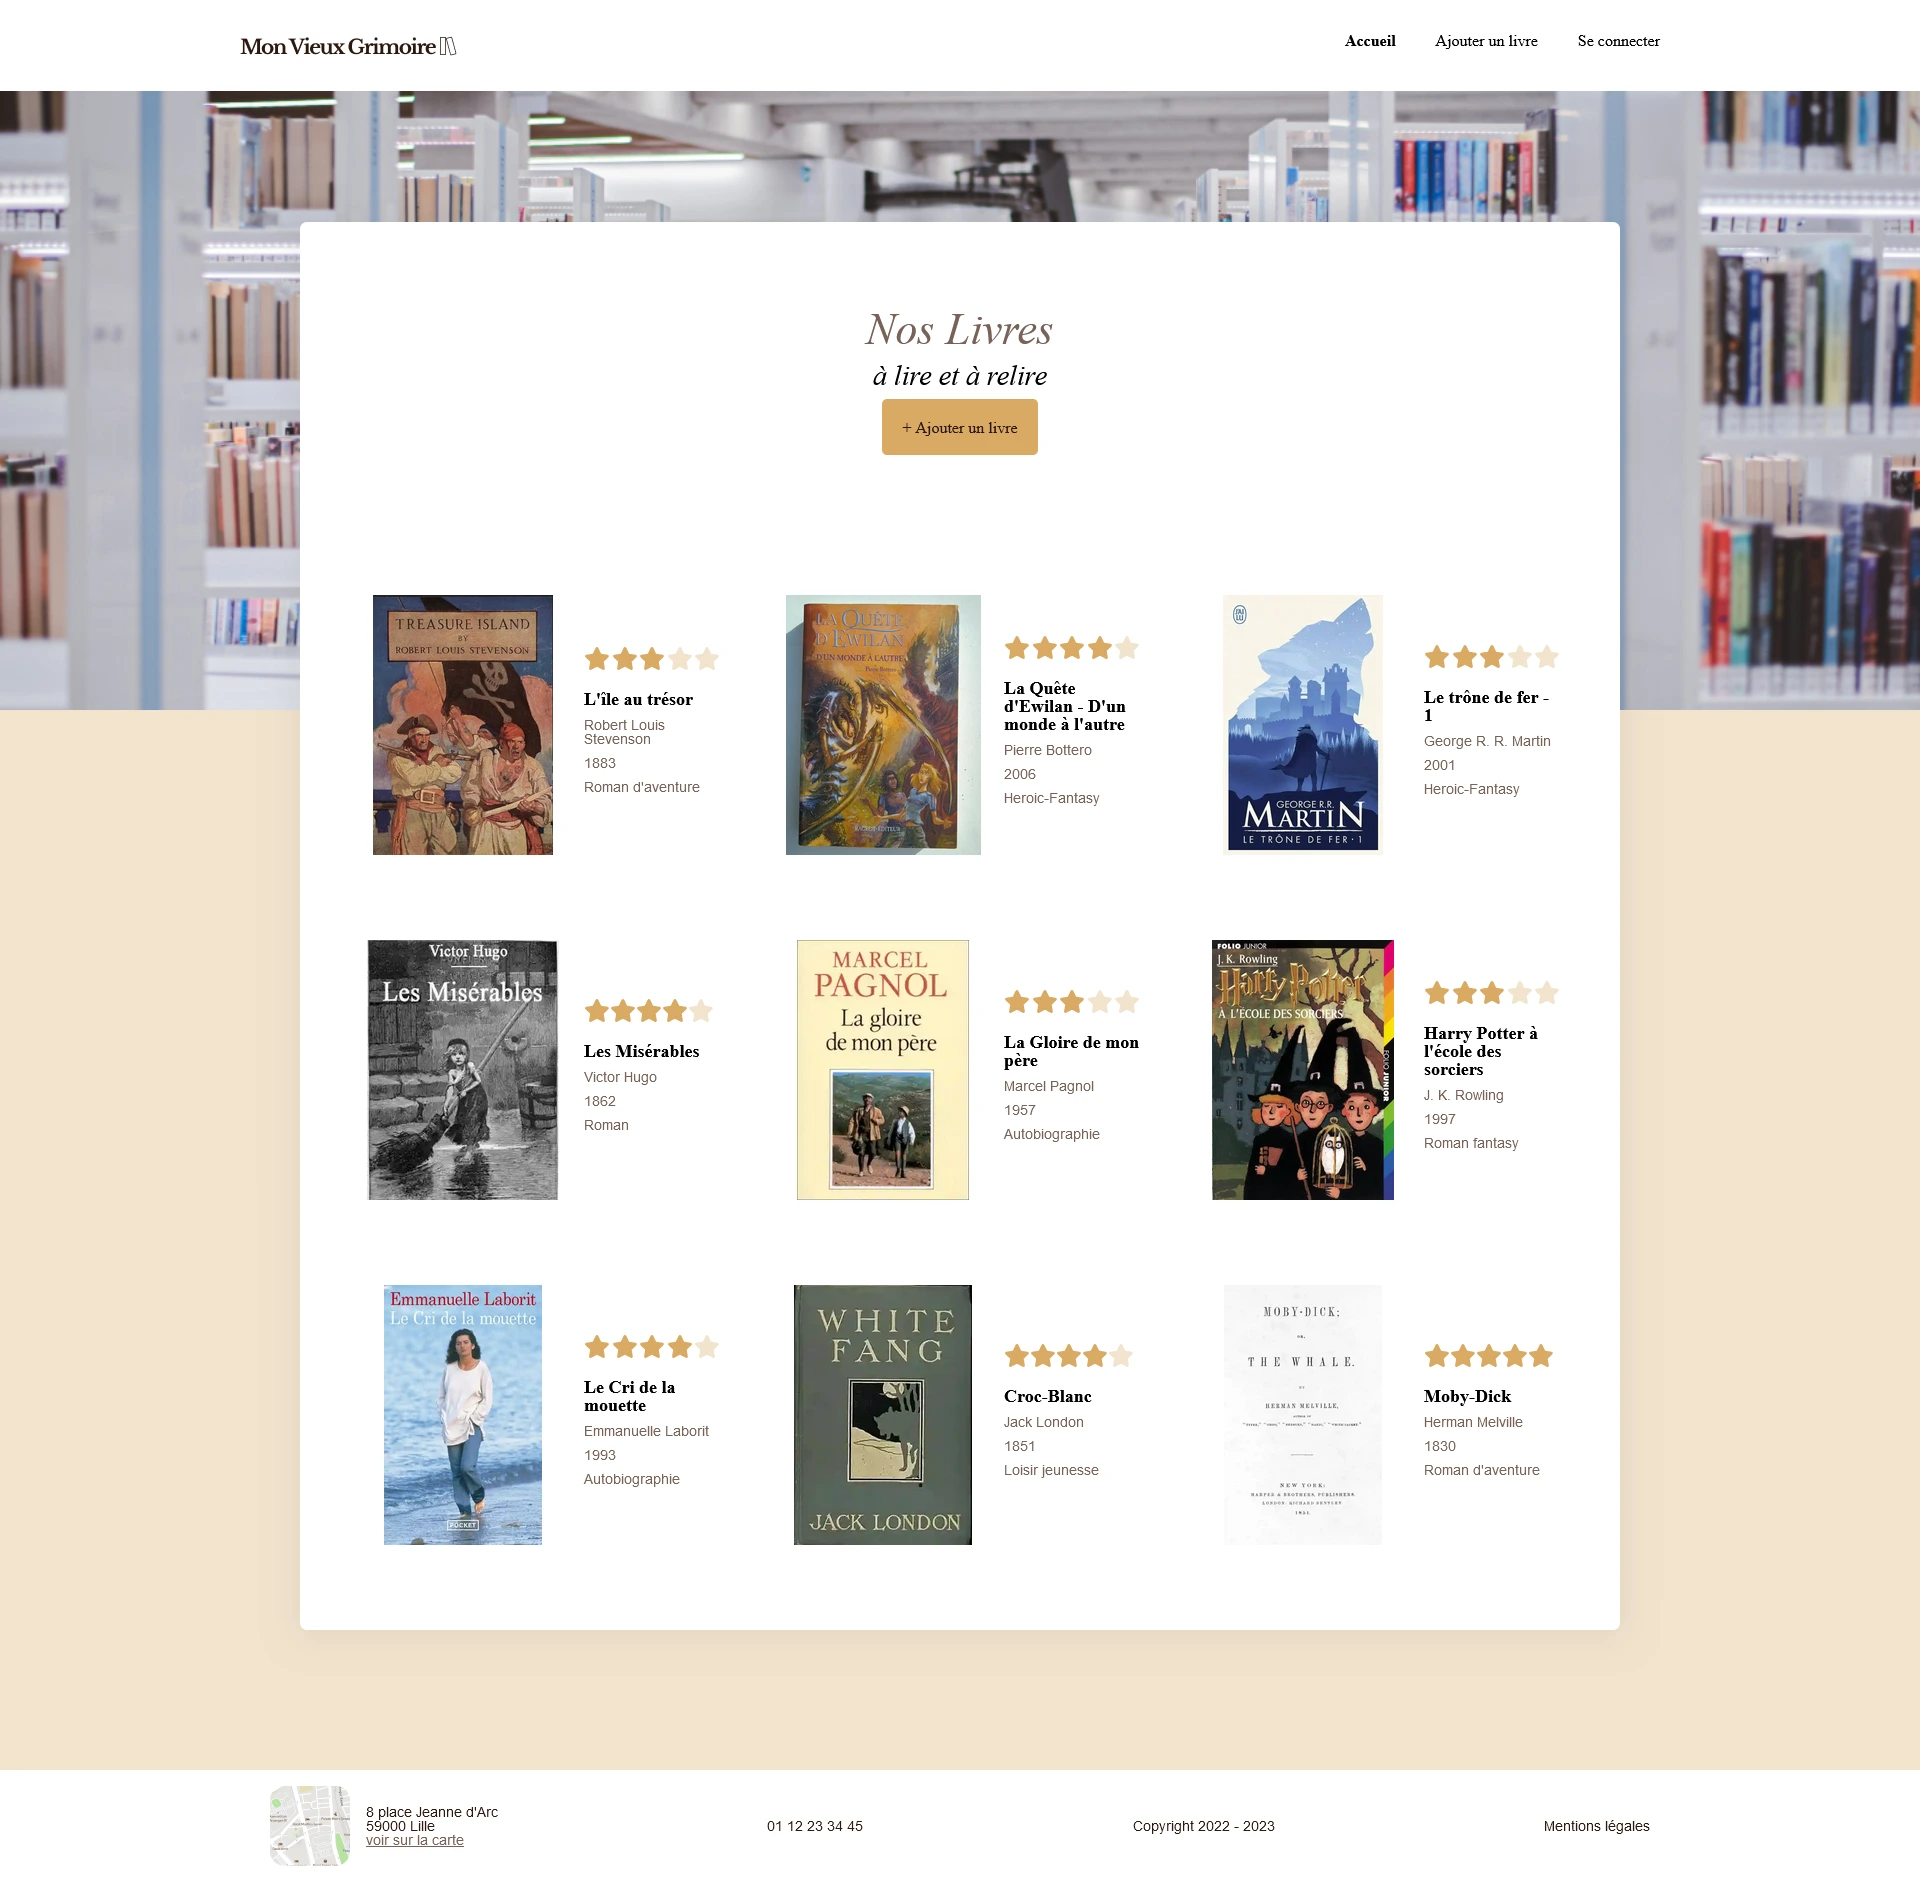 Mon Vieux Grimoire
Accueil
Ajouter un livre
Se connecter
Nos Livres
à lire et à relire
+ Ajouter un livre
TREASURE ISLAND
BY
ROBERT LOUIS STEVENSON
L'île au trésor
Robert Louis
Stevenson
1883
Roman d'aventure
LA QUÊTE
D'EWILAN
D'UN MONDE À L'AUTRE
La Quête
d'Ewilan - D'un
monde à l'autre
Pierre Bottero
2006
Heroic-Fantasy
J'AI
LU
GEORGE R.R.
MARTIN
LE TRÔNE DE FER · 1
Le trône de fer -
1
George R. R. Martin
2001
Heroic-Fantasy
Victor Hugo
Les Misérables
Les Misérables
Victor Hugo
1862
Roman
MARCEL
PAGNOL
La gloire
de mon père
La Gloire de mon
père
Marcel Pagnol
1957
Autobiographie
FOLIO JUNIOR
J. K. Rowling
Harry Potter
À L'ÉCOLE DES SORCIERS
FOLIO JUNIOR
Harry Potter à
l'école des
sorciers
J. K. Rowling
1997
Roman fantasy
Emmanuelle Laborit
Le Cri de la mouette
POCKET
Le Cri de la
mouette
Emmanuelle Laborit
1993
Autobiographie
WHITE
FANG
JACK LONDON
Croc-Blanc
Jack London
1851
Loisir jeunesse
MOBY-DICK;
OR,
THE WHALE.
BY
HERMAN MELVILLE,
NEW YORK:
HARPER & BROTHERS, PUBLISHERS.
LONDON: RICHARD BENTLEY.
1851.
Moby-Dick
Herman Melville
1830
Roman d'aventure
8 place Jeanne d'Arc
59000 Lille
voir sur la carte
01 12 23 34 45
Copyright 2022 - 2023
Mentions légales